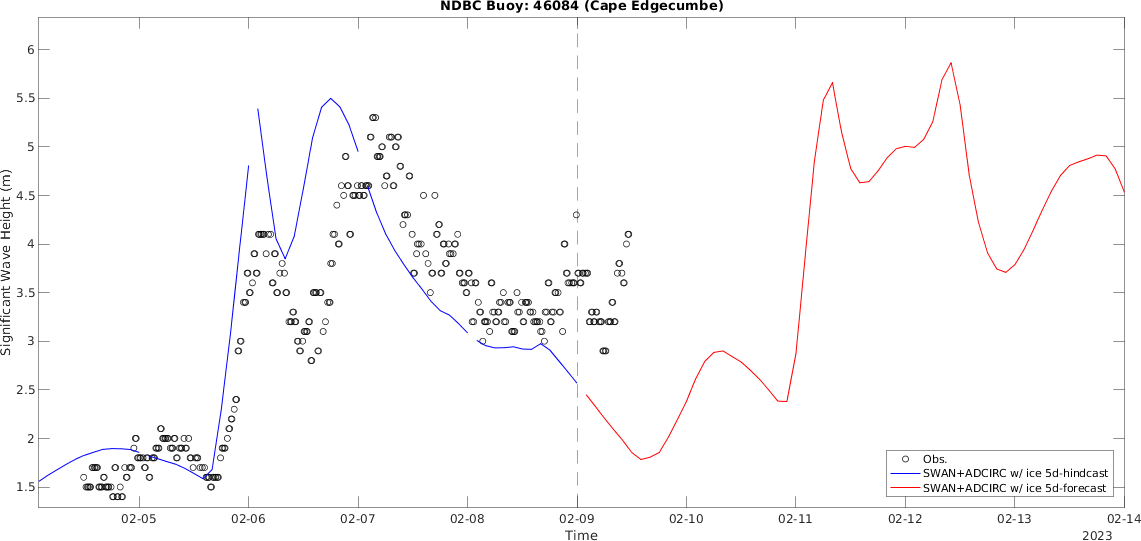 NDBC Buoy: 46084 (Cape Edgecumbe)
Significant Wave Height (m)
6
5.5
5
4.5
4
3.5
3
2.5
2
1.5
Obs.
SWAN+ADCIRC w/ ice 5d-hindcast
SWAN+ADCIRC w/ ice 5d-forecast
02-05 02-06 02-07 02-08 02-09 02-10 02-11 02-12 02-13 02-14
Time
2023